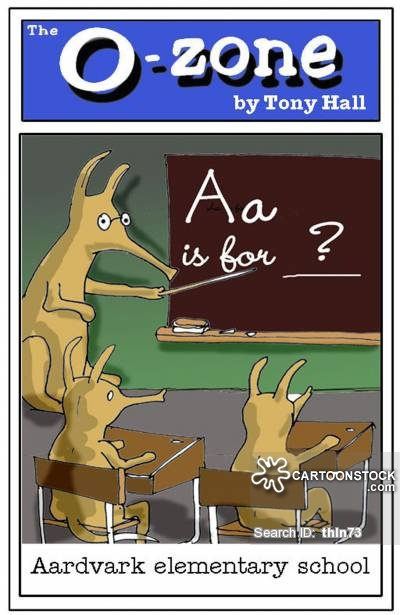 The
O-zone
by Tony Hall
Aa
is for ?
CARTOONSTOCK
.com
Search ID: thln73
Aardvark elementary school